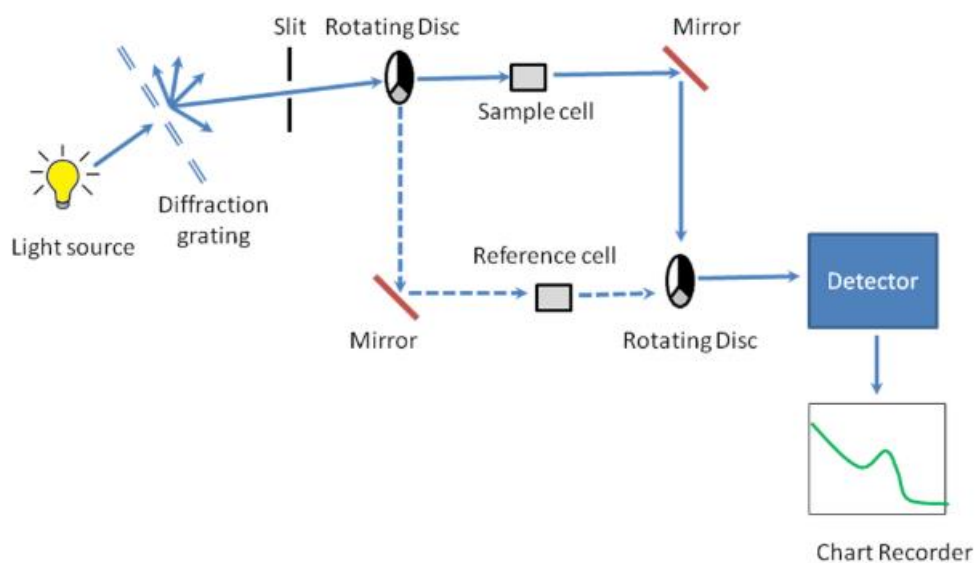 Slit
Rotating Disc
Mirror
Sample cell
Diffraction
grating
Light source
Reference cell
Mirror
Rotating Disc
Detector
Chart Recorder